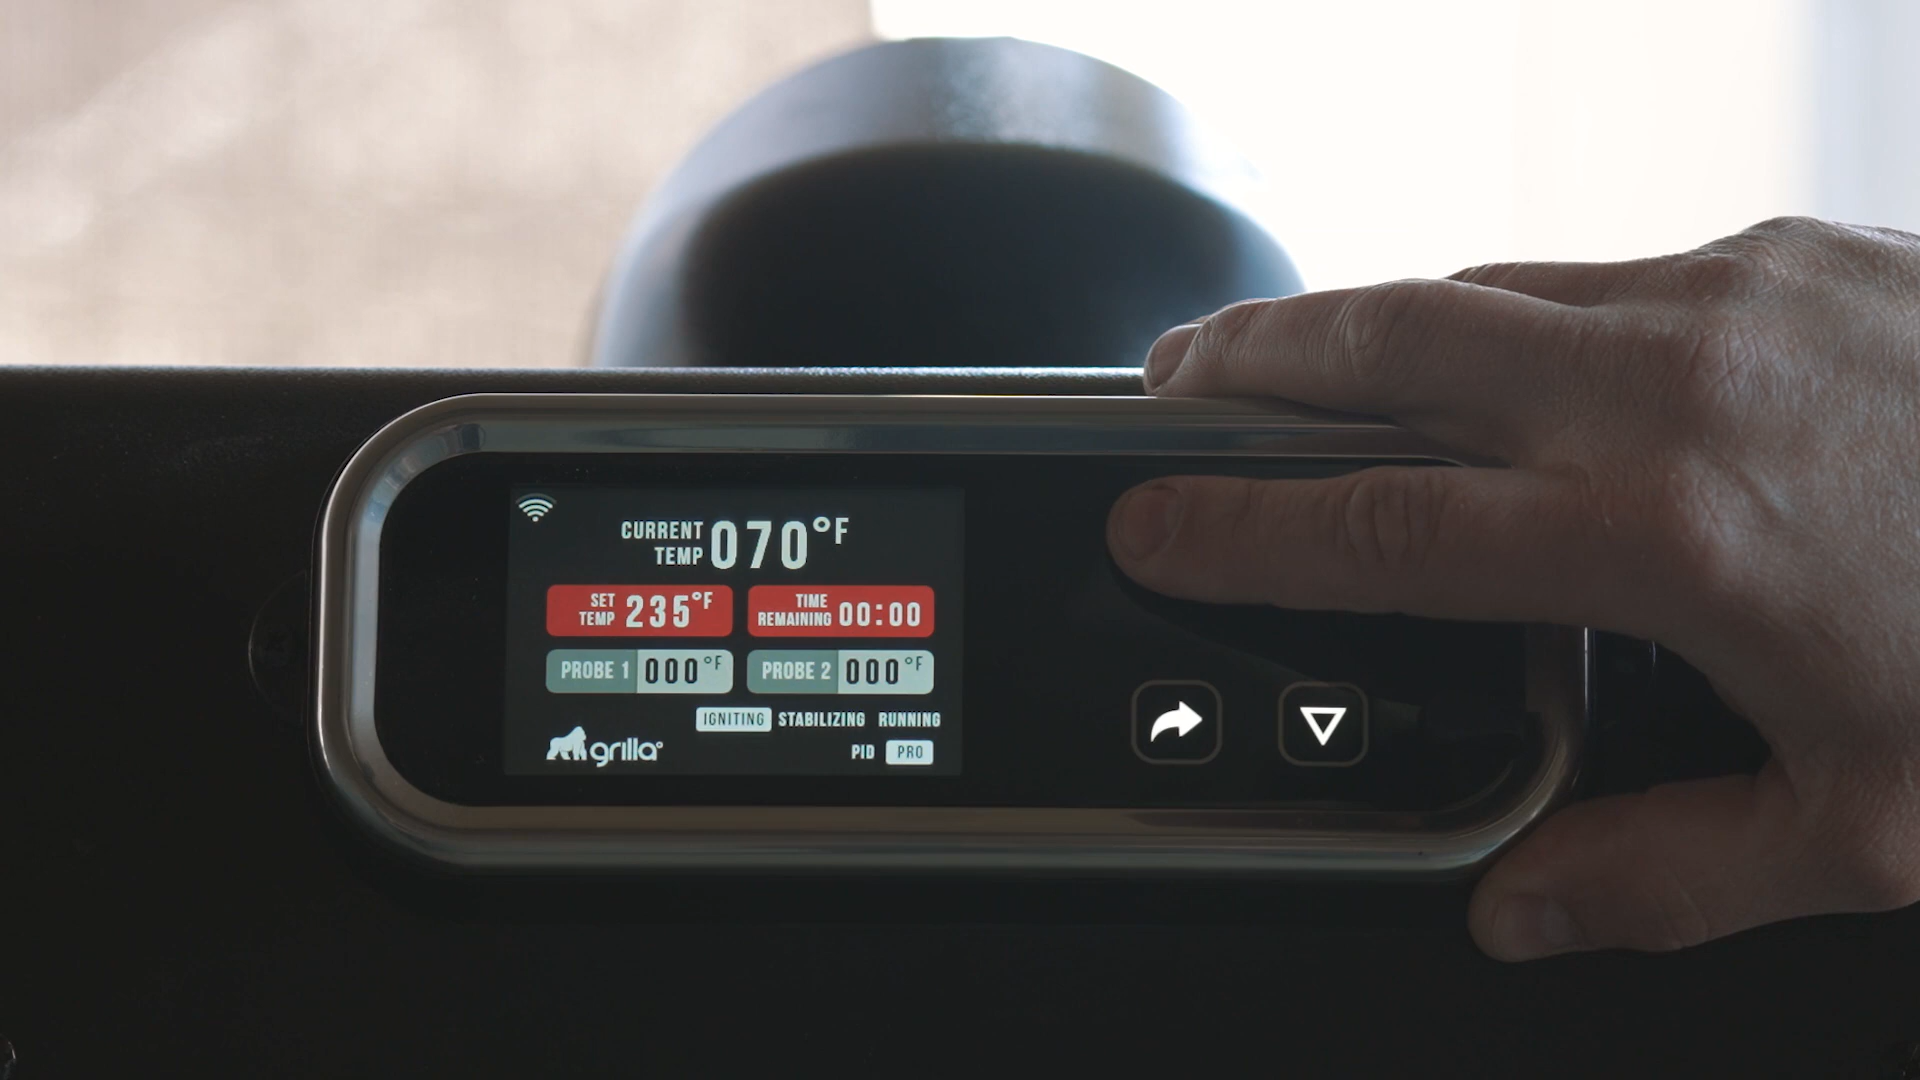 CURRENT TEMP 070°F
SET TEMP 235°F
TIME REMAINING 00:00
PROBE 1 000°F
PROBE 2 000°F
IGNITING STABILIZING RUNNING
grilla
PID PRO